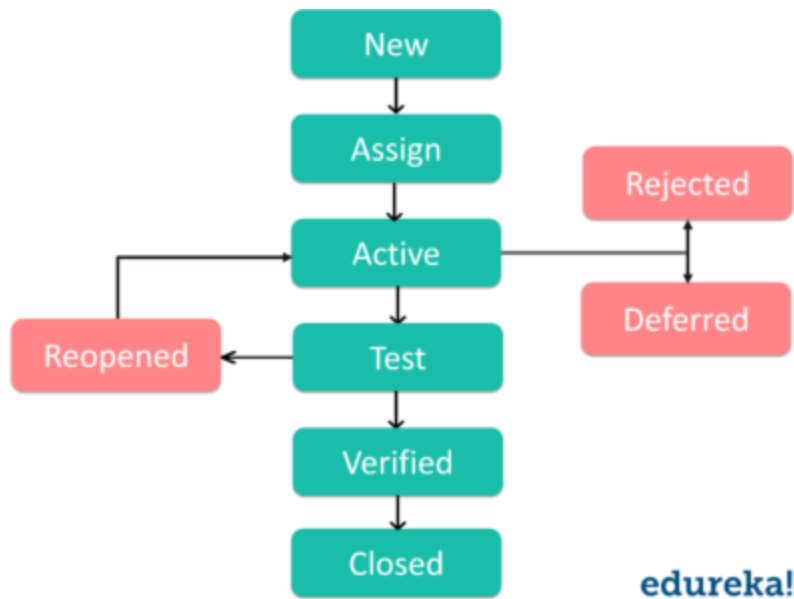 New
Assign
Rejected
Active
Deferred
Reopened
Test
Verified
Closed
edureka!